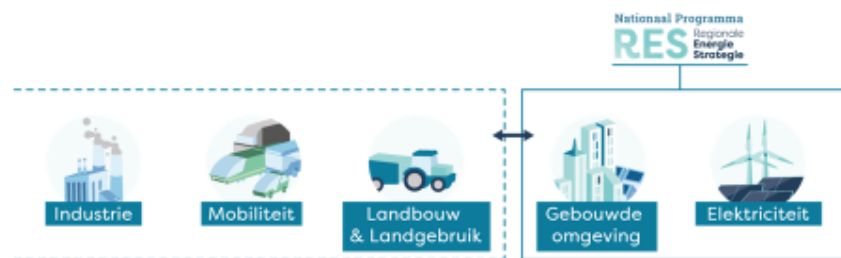 Nationaal Programma
RES Regionale
Energie
Strategie
Industrie
Mobiliteit
Landbouw
& Landgebruik
Gebouwde
omgeving
Elektriciteit